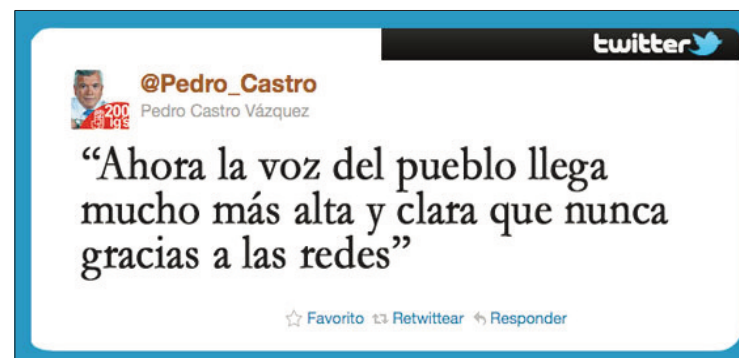 twitter
@Pedro_Castro
200
Pedro Castro Vázquez
“Ahora la voz del pueblo llega
mucho más alta y clara que nunca
gracias a las redes”
Favorito Retwittear Responder